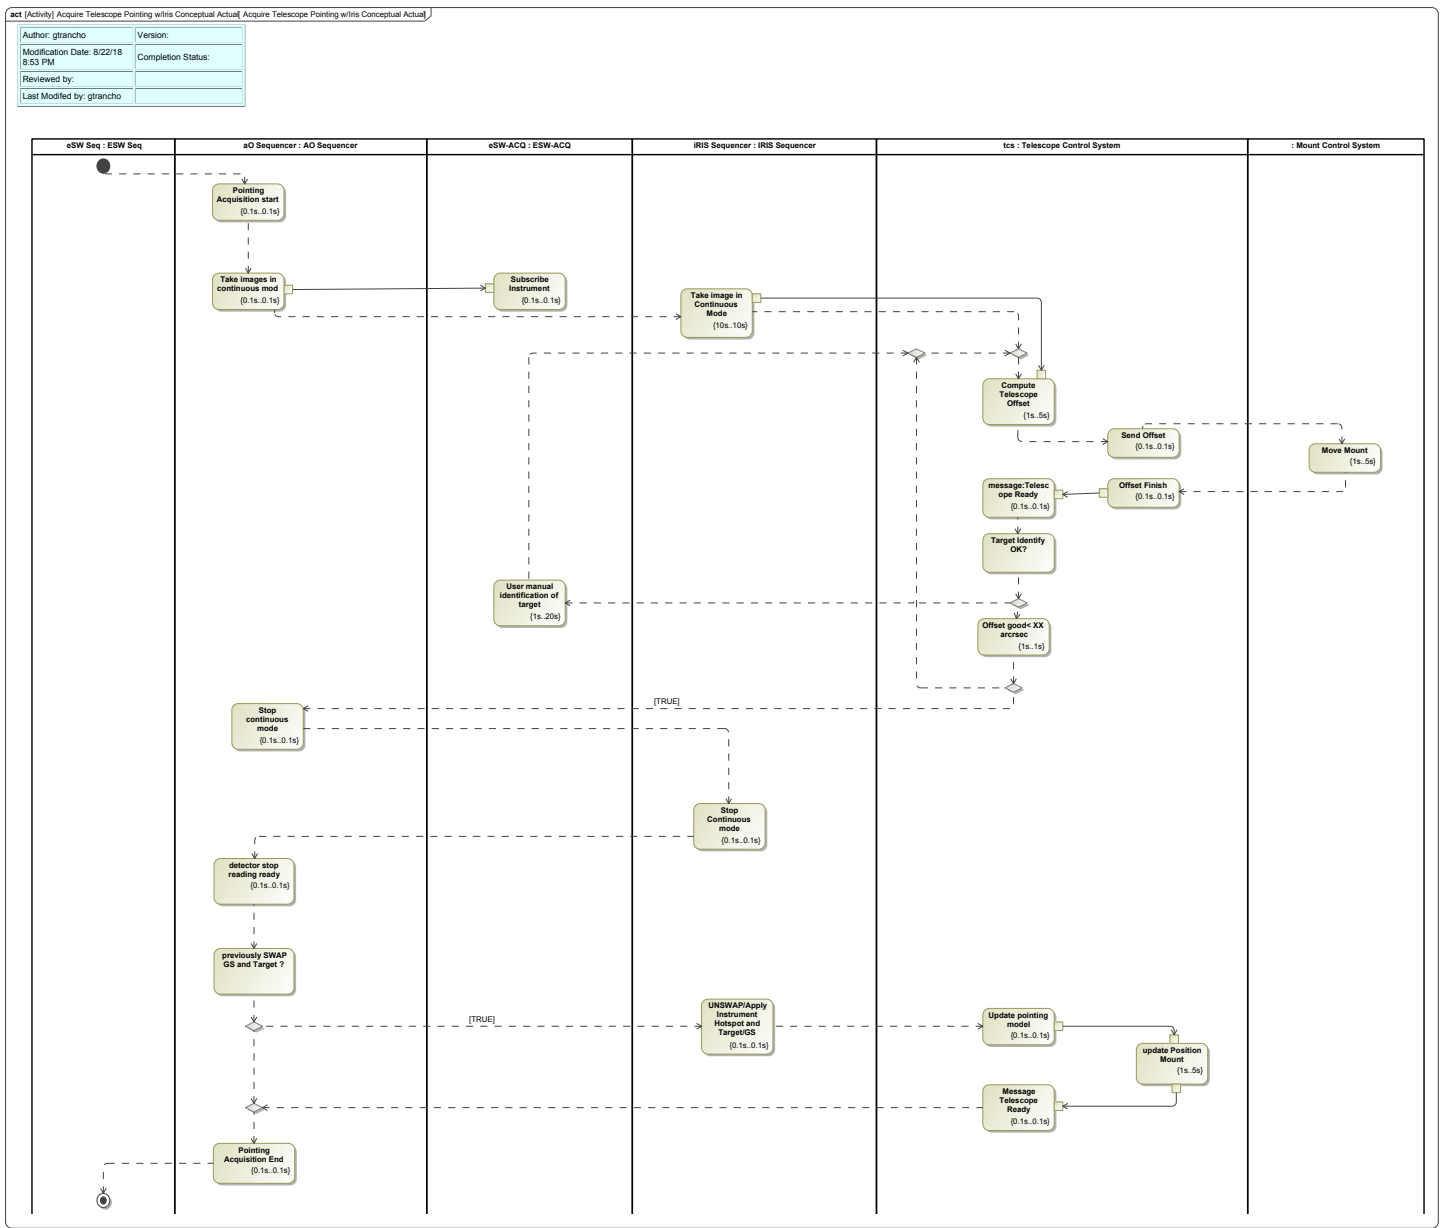 act [Activity] Acquire Telescope Pointing w/Iris Conceptual Actual[ Acquire Telescope Pointing w/Iris Conceptual Actual]
Author: gtrancho
Version:
Modification Date: 8/22/18
8:53 PM
Completion Status:
Reviewed by:
Last Modifed by: gtrancho
eSW Seq : ESW Seq
aO Sequencer : AO Sequencer
eSW-ACQ : ESW-ACQ
iRIS Sequencer : IRIS Sequencer
tcs : Telescope Control System
: Mount Control System
Pointing
Acquisition start
{0.1s..0.1s}
Take images in
continuous mod
{0.1s..0.1s}
Subscribe
Instrument
{0.1s..0.1s}
Take image in
Continuous
Mode
{10s..10s}
Compute
Telescope
Offset
{1s..5s}
Send Offset
{0.1s..0.1s}
Move Mount
{1s..5s}
message:Telesc
ope Ready
{0.1s..0.1s}
Offset Finish
{0.1s..0.1s}
Target Identify
OK?
User manual
identification of
target
{1s..20s}
Offset good< XX
arcrsec
{1s..1s}
[TRUE]
Stop
continuous
mode
{0.1s..0.1s}
Stop
Continuous
mode
{0.1s..0.1s}
detector stop
reading ready
{0.1s..0.1s}
previously SWAP
GS and Target ?
[TRUE]
UNSWAP/Apply
Instrument
Hotspot and
Target/GS
{0.1s..0.1s}
Update pointing
model
{0.1s..0.1s}
update Position
Mount
{1s..5s}
Message
Telescope
Ready
{0.1s..0.1s}
Pointing
Acquisition End
{0.1s..0.1s}